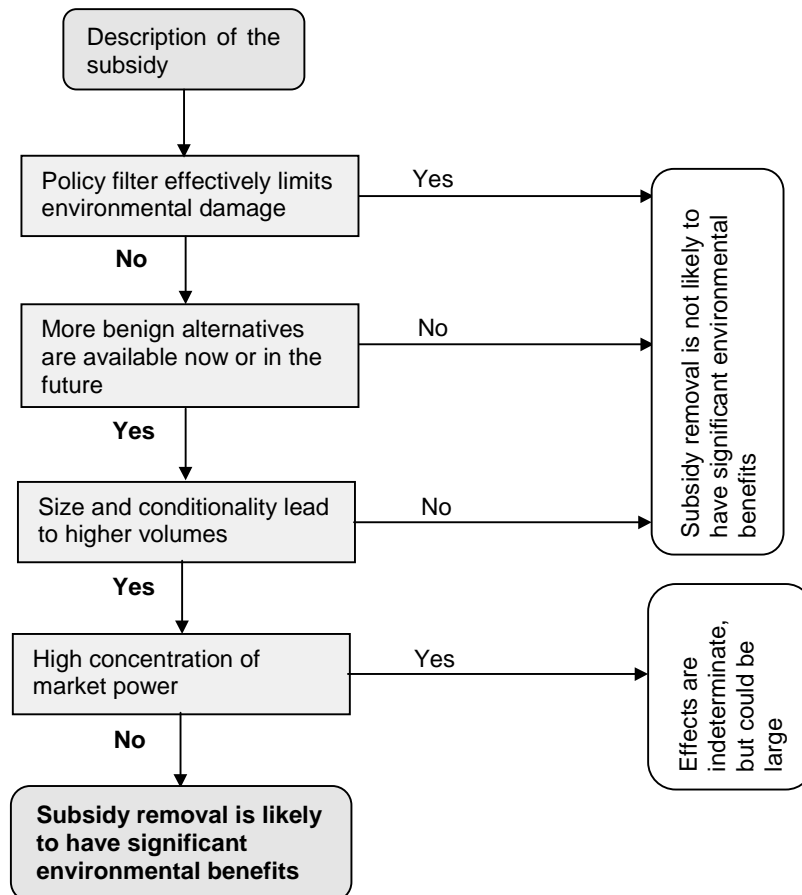 Description of the
subsidy
Policy filter effectively limits
environmental damage
Yes
No
More benign alternatives
are available now or in the
future
No
Yes
Size and conditionality lead
to higher volumes
No
Yes
Subsidy removal is not likely to
have significant environmental
benefits
High concentration of
market power
Yes
No
Effects are
indeterminate,
but could be
large
Subsidy removal is likely
to have significant
environmental benefits